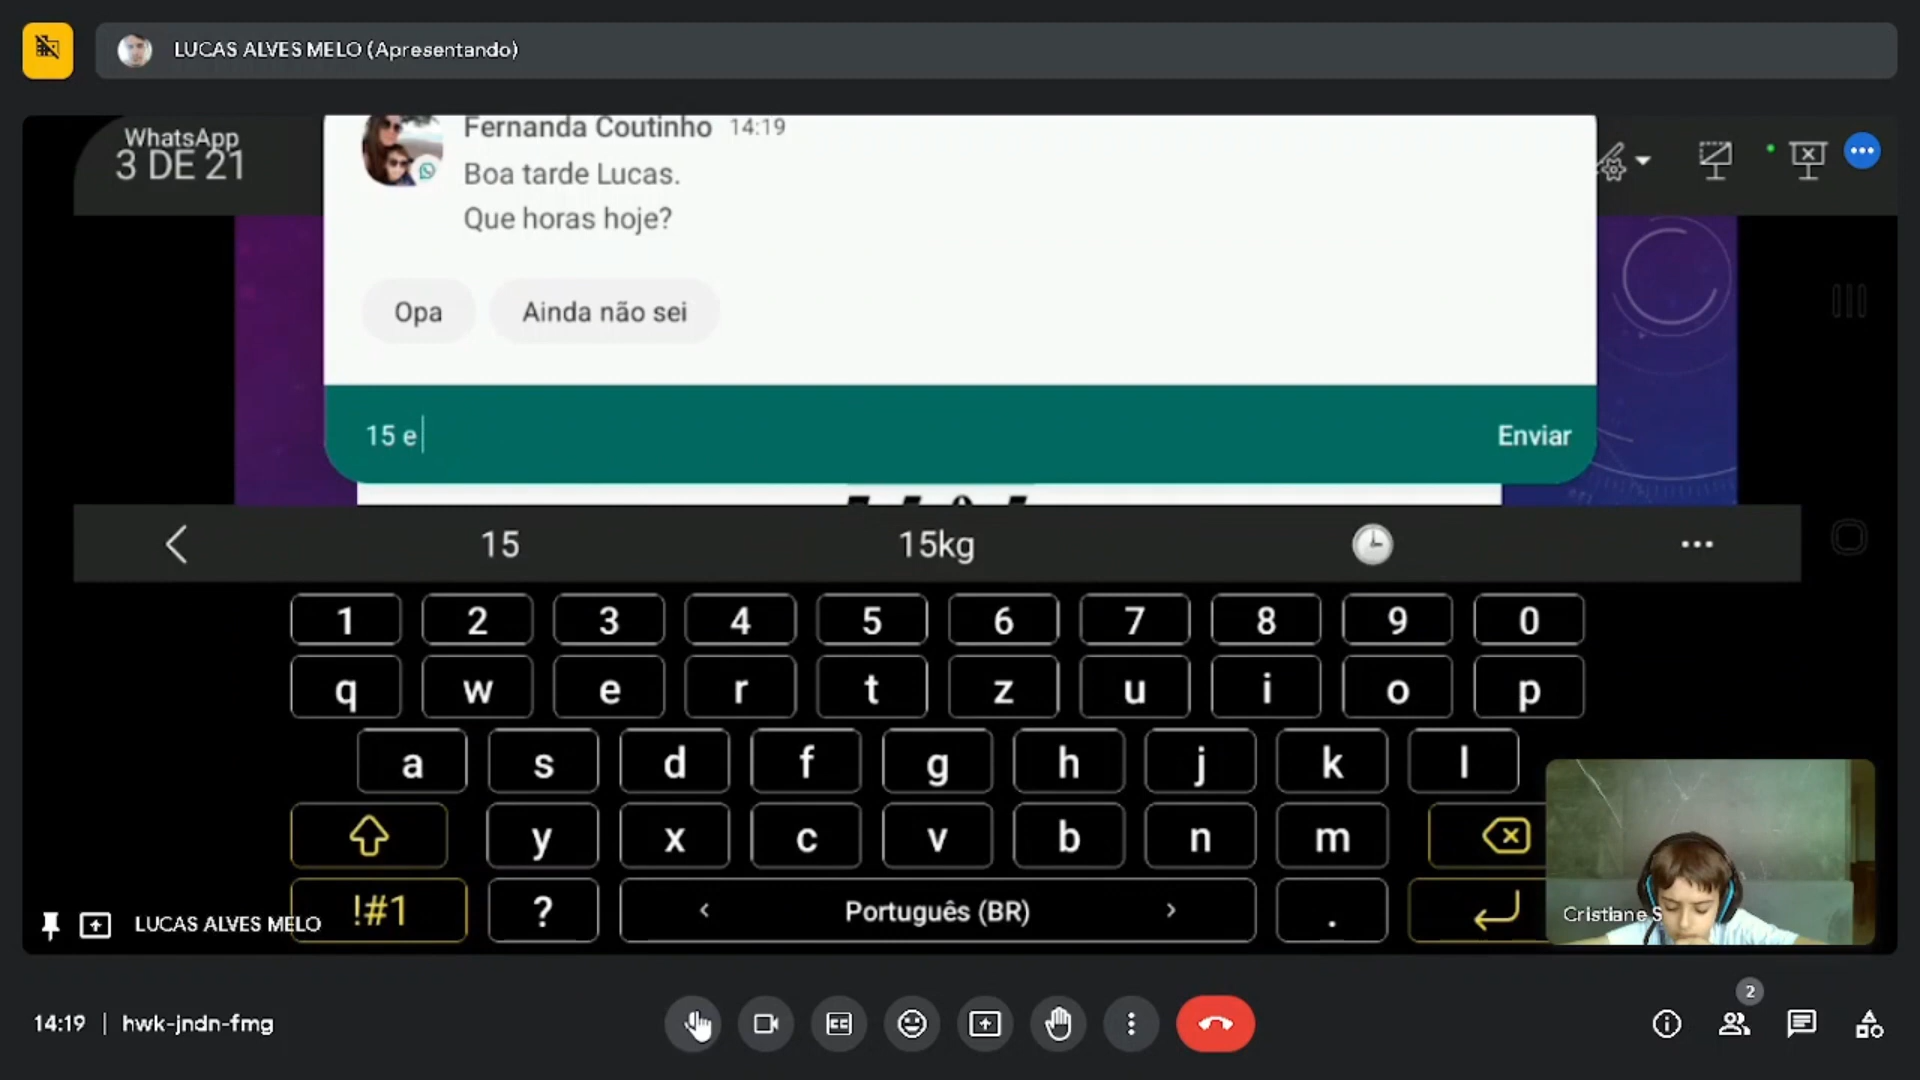 LUCAS ALVES MELO (Apresentando)
WhatsApp
3 DE 21
Fernanda Coutinho 14:19
Boa tarde Lucas.
Que horas hoje?
Opa
Ainda não sei
15 e
Enviar
15
15kg
1 2 3 4 5 6 7 8 9 0
q w e r t z u i o p
a s d f g h j k l
y x c v b n m
!#1 ? < Português (BR) > .
LUCAS ALVES MELO
Cristiane S
2
14:19 | hwk-jndn-fmg